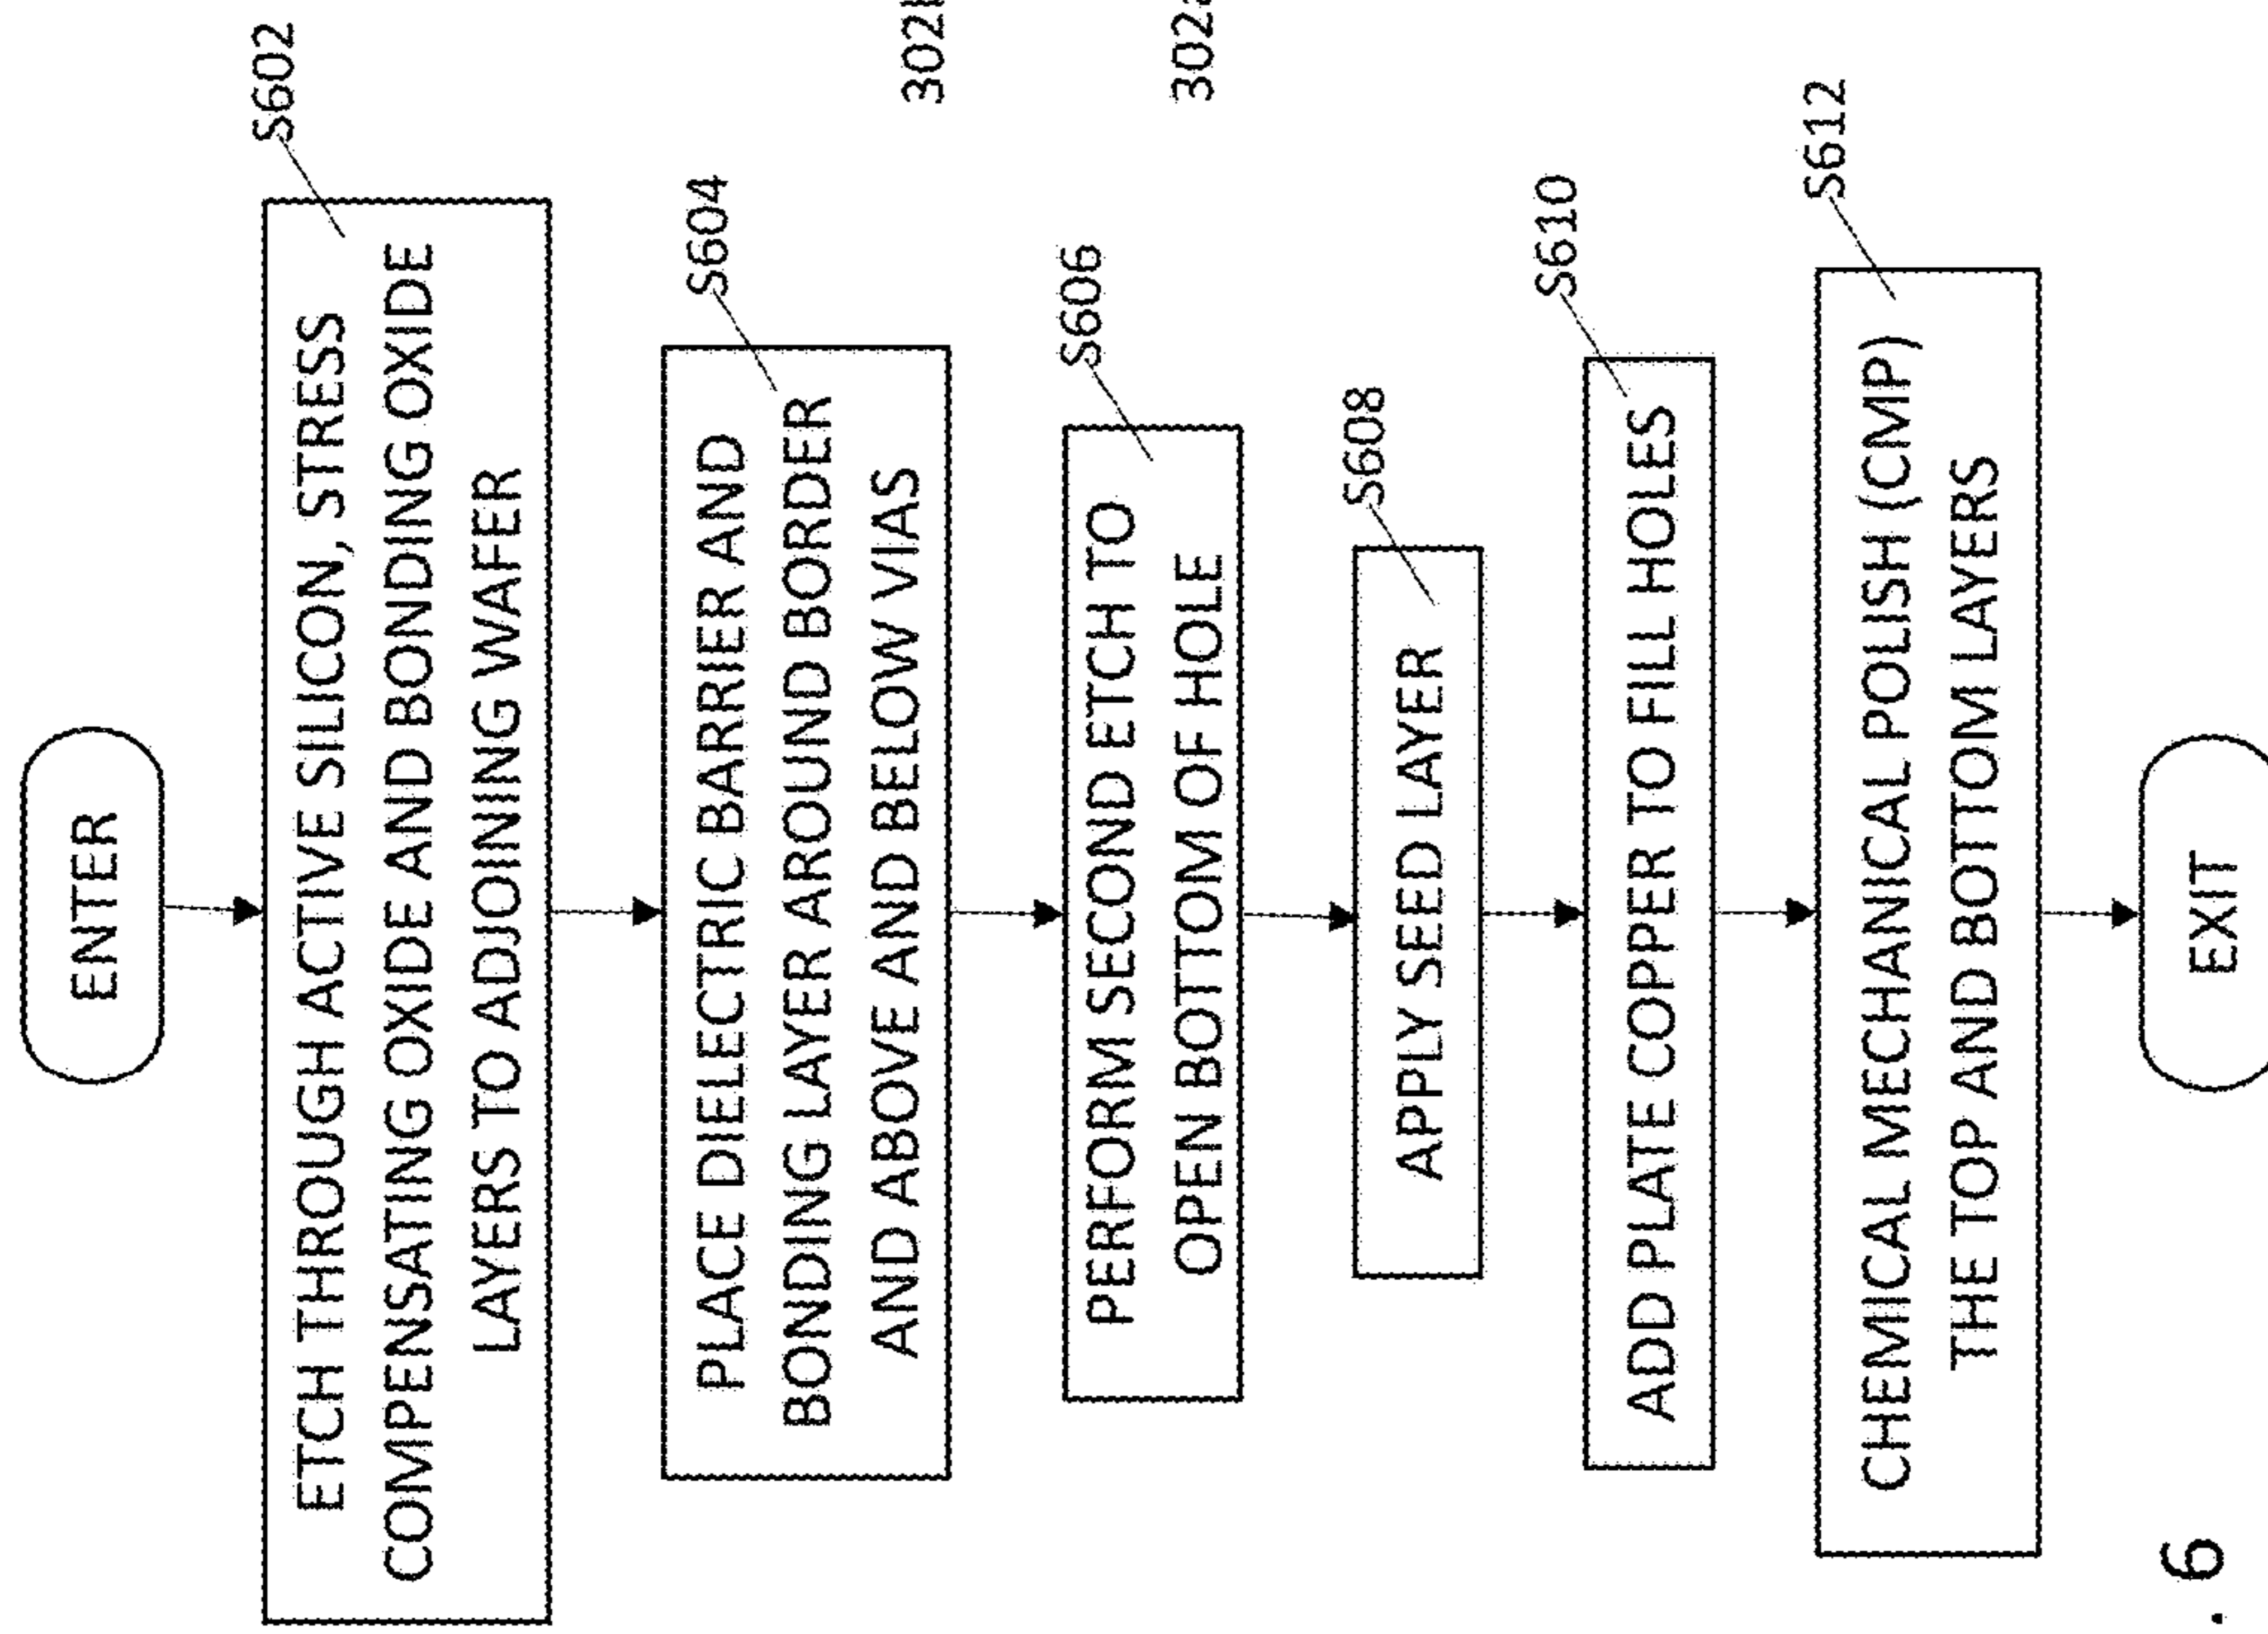 ENTER
S602
ETCH THROUGH ACTIVE SILICON, STRESS
COMPENSATING OXIDE AND BONDING OXIDE
LAYERS TO ADJOINING WAFER
S604
PLACE DIELECTRIC BARRIER AND
BONDING LAYER AROUND BORDER
AND ABOVE AND BELOW VIAS
S606
PERFORM SECOND ETCH TO
OPEN BOTTOM OF HOLE
S608
APPLY SEED LAYER
S610
ADD PLATE COPPER TO FILL HOLES
S612
CHEMICAL MECHANICAL POLISH (CMP)
THE TOP AND BOTTOM LAYERS
EXIT
. 6
302
302